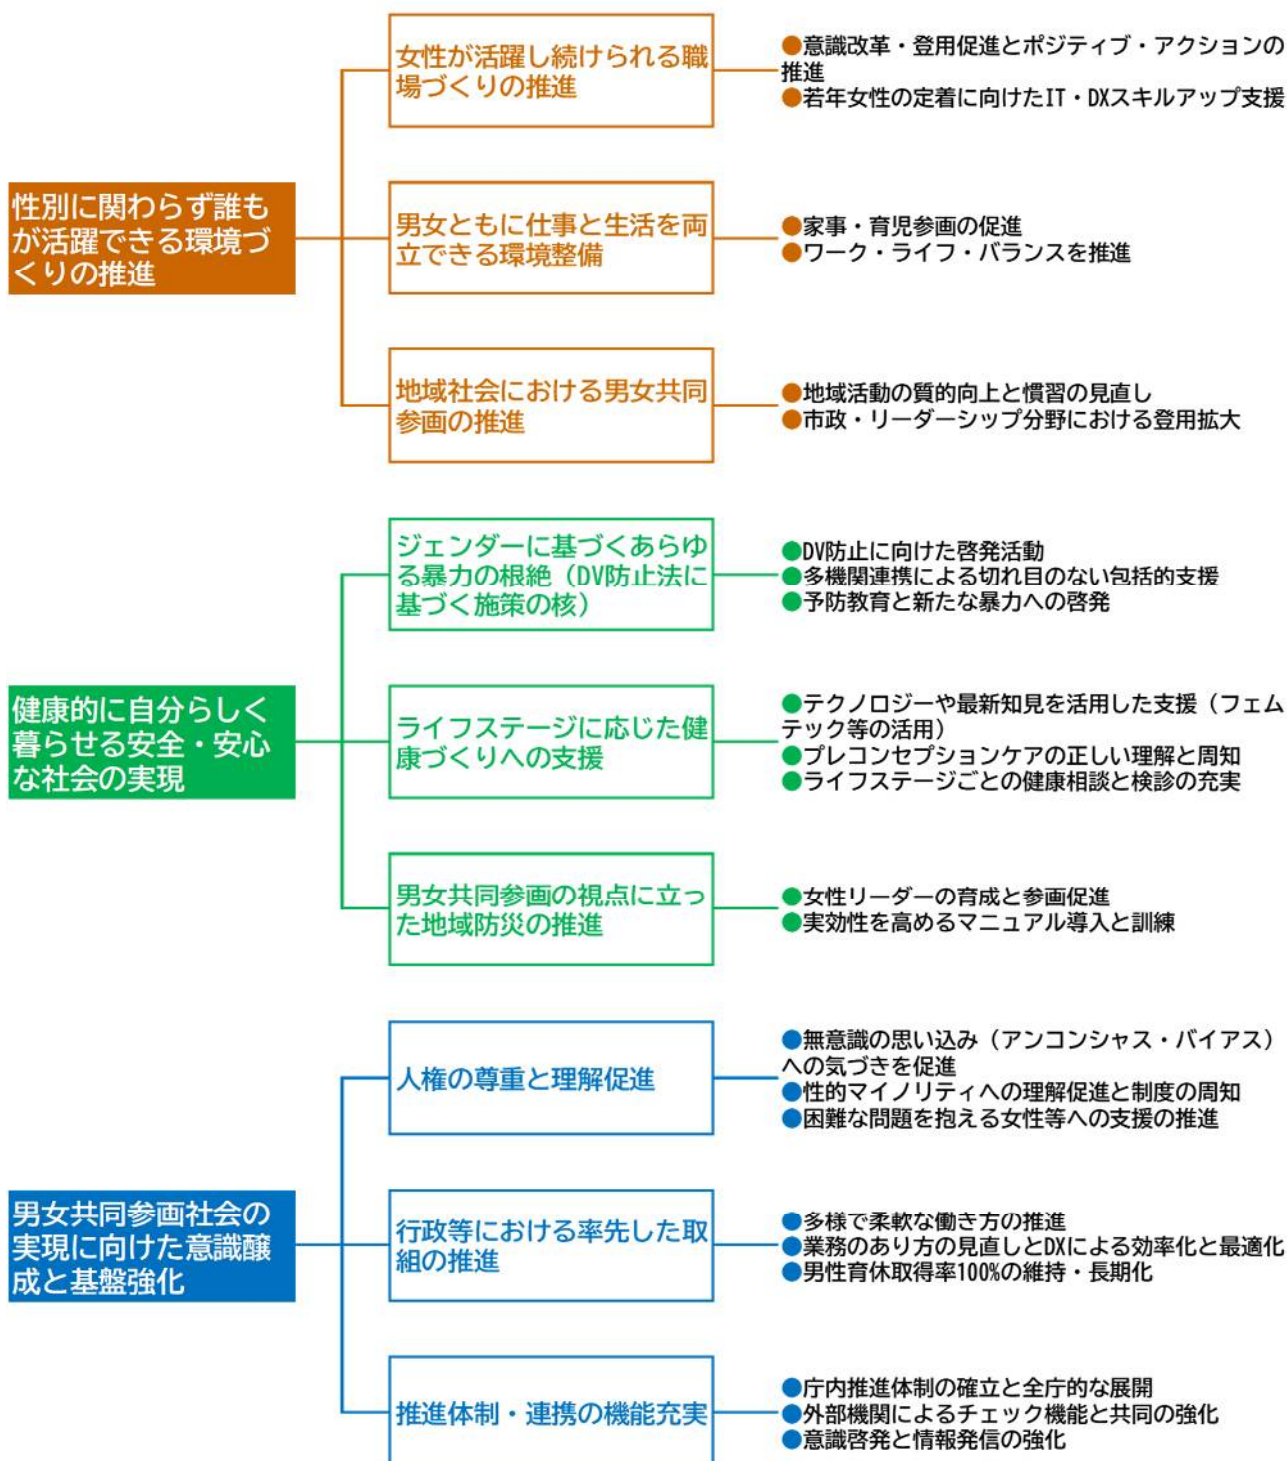 性別に関わらず誰も
が活躍できる環境づ
くりの推進
女性が活躍し続けられる職
場づくりの推進
●意識改革・登用促進とポジティブ・アクションの
推進
●若年女性の定着に向けたIT・DXスキルアップ支援
男女ともに仕事と生活を両
立できる環境整備
●家事・育児参画の促進
●ワーク・ライフ・バランスを推進
地域社会における男女共同
参画の推進
●地域活動の質的向上と慣習の見直し
●市政・リーダーシップ分野における登用拡大
健康的に自分らしく
暮らせる安全・安心
な社会の実現
ジェンダーに基づくあらゆ
る暴力の根絶（DV防止法に
基づく施策の核）
●DV防止に向けた啓発活動
●多機関連携による切れ目のない包括的支援
●予防教育と新たな暴力への啓発
ライフステージに応じた健
康づくりへの支援
●テクノロジーや最新知見を活用した支援（フェム
テック等の活用）
●プレコンセプションケアの正しい理解と周知
●ライフステージごとの健康相談と検診の充実
男女共同参画の視点に立っ
た地域防災の推進
●女性リーダーの育成と参画促進
●実効性を高めるマニュアル導入と訓練
男女共同参画社会の
実現に向けた意識醸
成と基盤強化
人権の尊重と理解促進
●無意識の思い込み（アンコンシャス・バイアス）
への気づきを促進
●性的マイノリティへの理解促進と制度の周知
●困難な問題を抱える女性等への支援の推進
行政等における率先した取
組の推進
●多様で柔軟な働き方の推進
●業務のあり方の見直しとDXによる効率化と最適化
●男性育休取得率100%の維持・長期化
推進体制・連携の機能充実
●庁内推進体制の確立と全庁的な展開
●外部機関によるチェック機能と共同の強化
●意識啓発と情報発信の強化